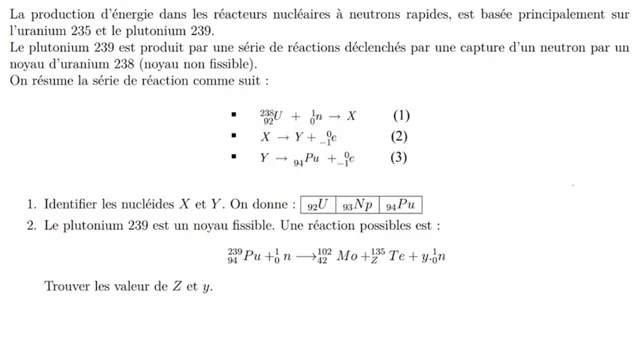 La production d'énergie dans les réacteurs nucléaires à neutrons rapides, est basée principalement sur
l'uranium 235 et le plutonium 239.
Le plutonium 239 est produit par une série de réactions déclenchés par une capture d'un neutron par un
noyau d'uranium 238 (noyau non fissible).
On résume la série de réaction comme suit :
▪ ²³⁸₉₂U + ¹₀n → X (1)
▪ X → Y + ⁰₋₁e (2)
▪ Y → ₉₄Pu + ⁰₋₁e (3)
1. Identifier les nucléides X et Y. On donne : ₉₂U | ₉₃Np | ₉₄Pu
2. Le plutonium 239 est un noyau fissible. Une réaction possibles est :
²³⁹₉₄Pu + ¹₀n ⟶ ¹⁰²₄₂Mo + ¹³⁵_ZTe + y.¹₀n
Trouver les valeur de Z et y.